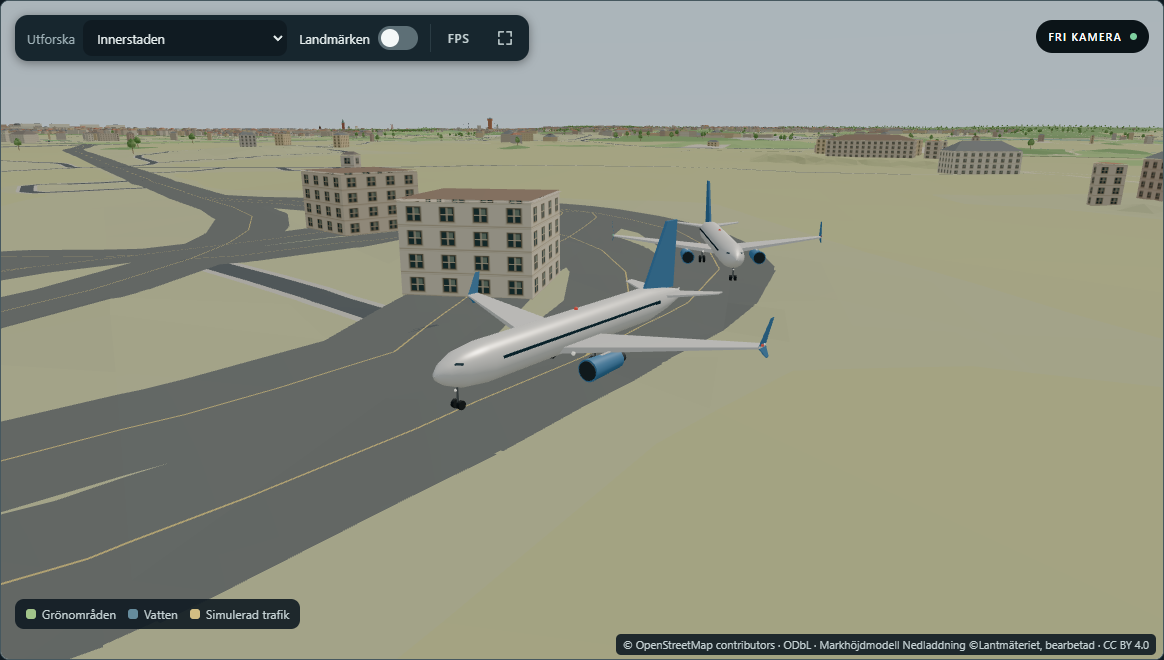 Utforska Innerstaden Landmärken FPS
FRI KAMERA
Grönområden Vatten Simulerad trafik
© OpenStreetMap contributors · ODbL · Markhöjdmodell Nedladdning ©Lantmäteriet, bearbetad · CC BY 4.0